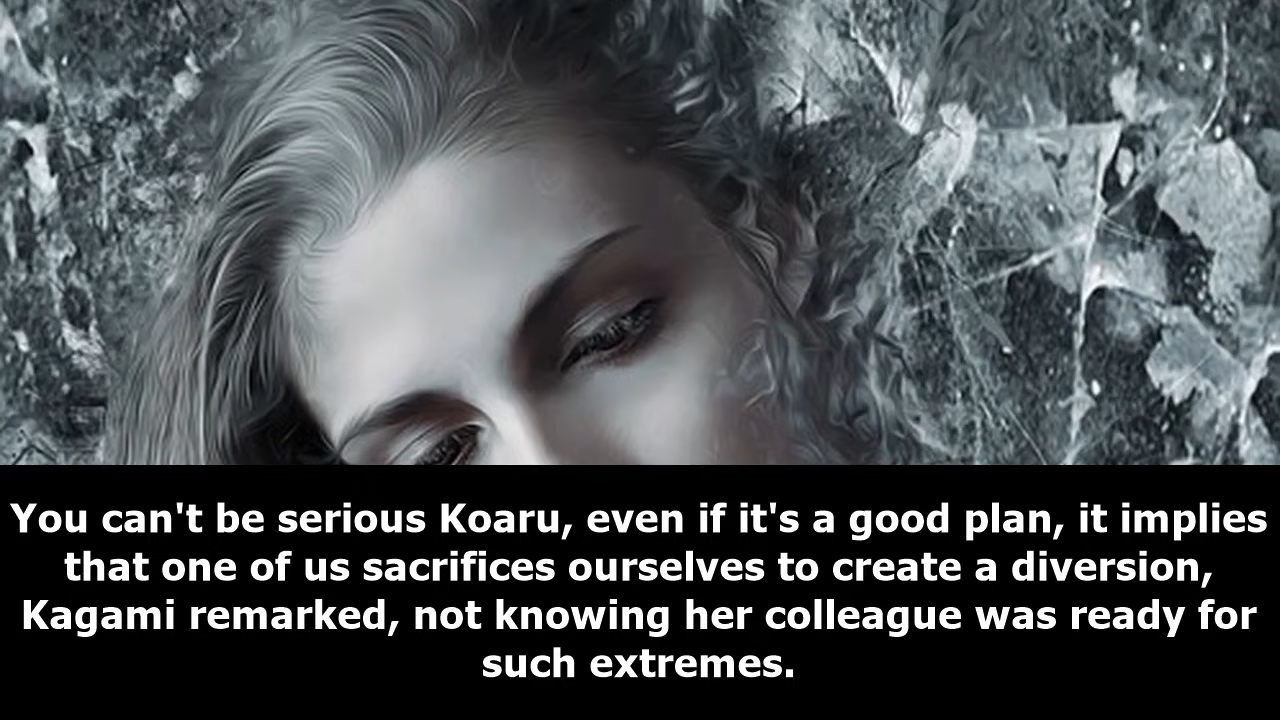 You can't be serious Koaru, even if it's a good plan, it implies
that one of us sacrifices ourselves to create a diversion,
Kagami remarked, not knowing her colleague was ready for
such extremes.